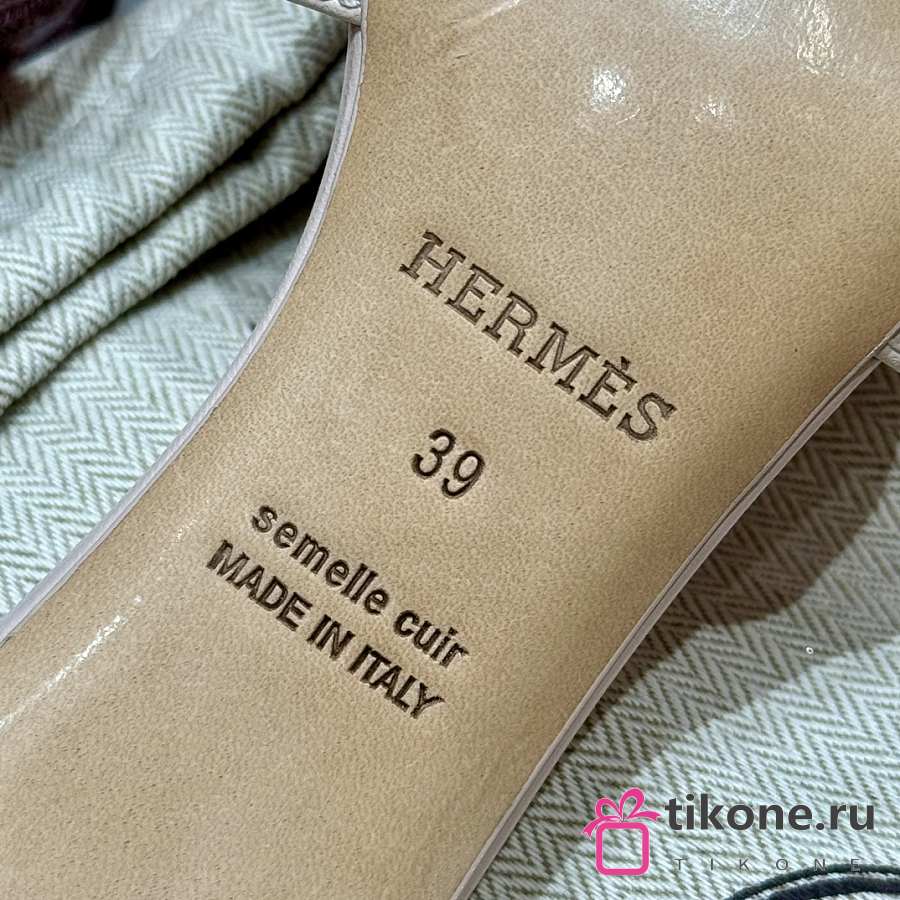 HERMÈS
39
semelle cuir
MADE IN ITALY
tikone.ru
TIKONE